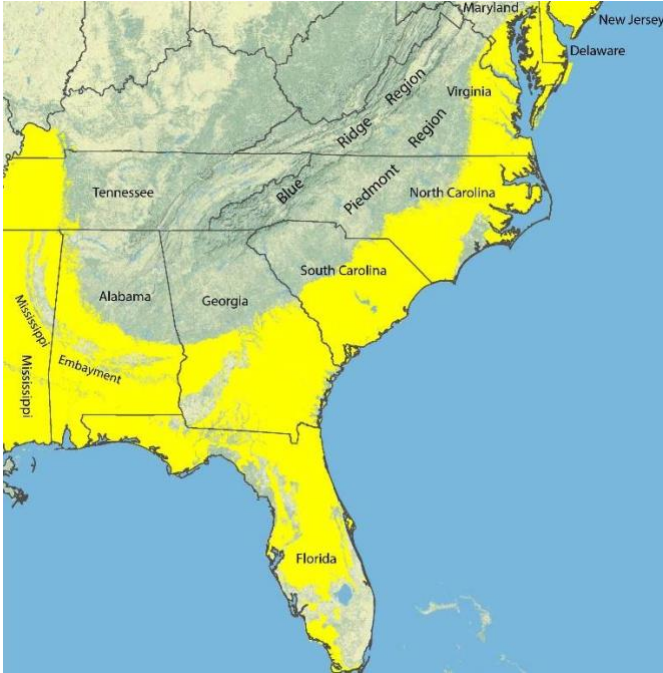 Maryland
New Jersey
Delaware
Virginia
Blue Ridge Region
Piedmont Region
Tennessee
North Carolina
South Carolina
Alabama
Georgia
Mississippi Embayment
Mississippi
Florida